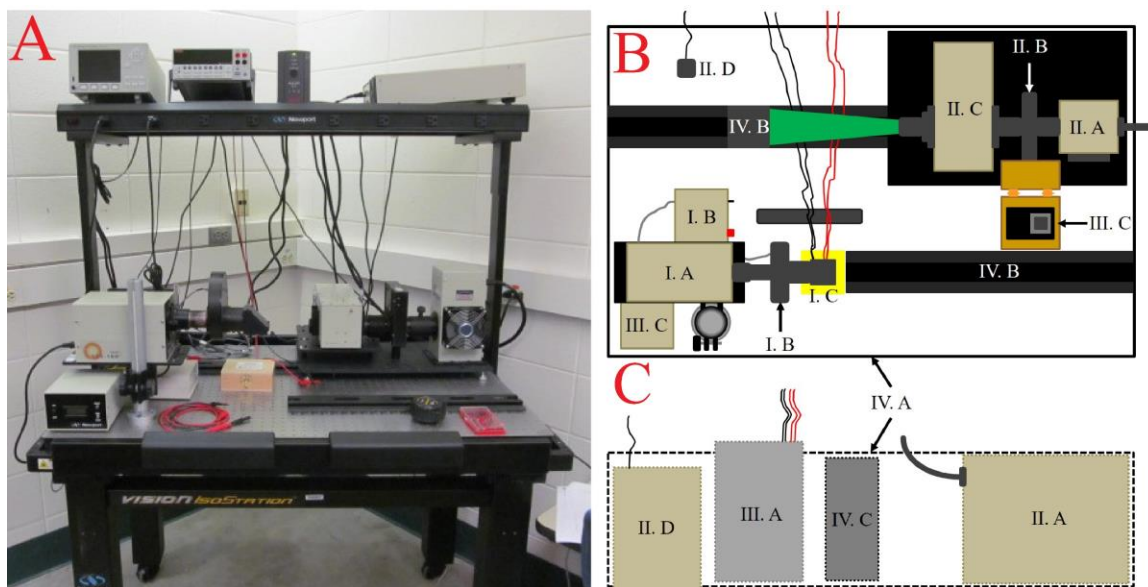 A
Newport
Newport
VISION ISOSTATION
B
II. D
II. B
II. C
II. A
IV. B
I. B
III. C
I. A
IV. B
I. C
III. C
I. B
C
IV. A
II. D
III. A
IV. C
II. A